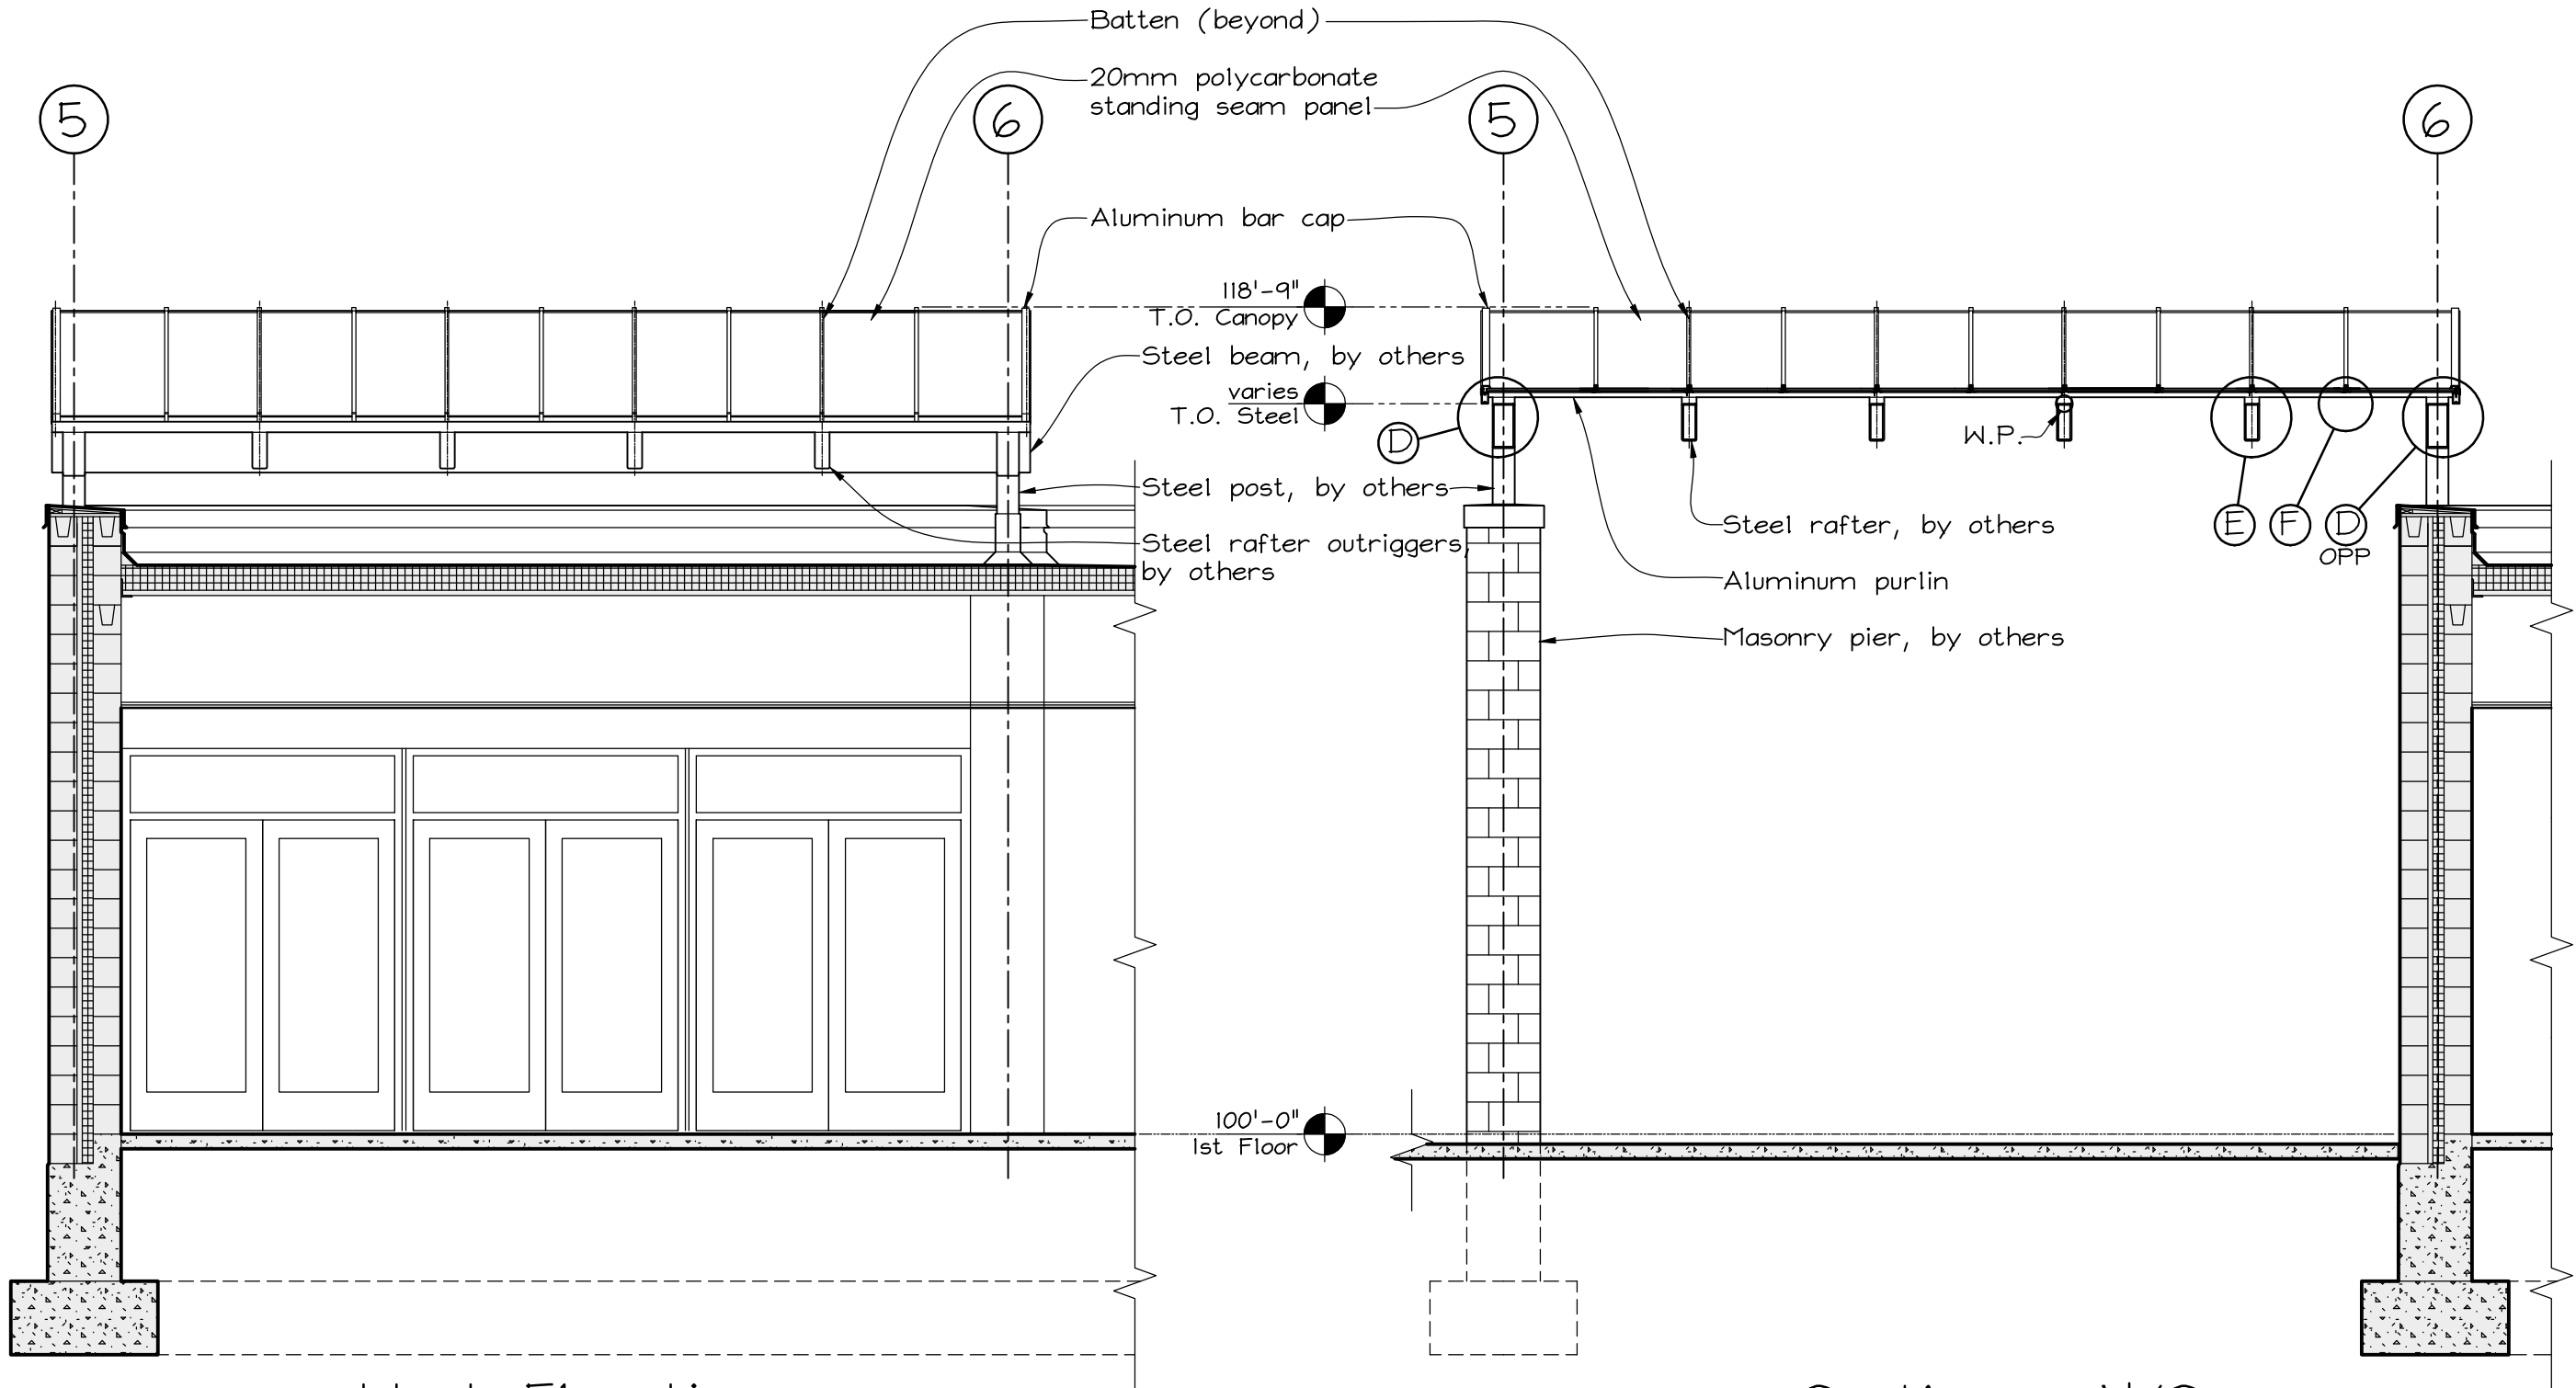 Batten (beyond)
20mm polycarbonate
standing seam panel
5
6
5
6
Aluminum bar cap
118'-9"
T.O. Canopy
Steel beam, by others
varies
T.O. Steel
D
W.P.
Steel post, by others
E
F
D
OPP
Steel rafter, by others
Steel rafter outriggers,
by others
Aluminum purlin
Masonry pier, by others
100'-0"
1st Floor